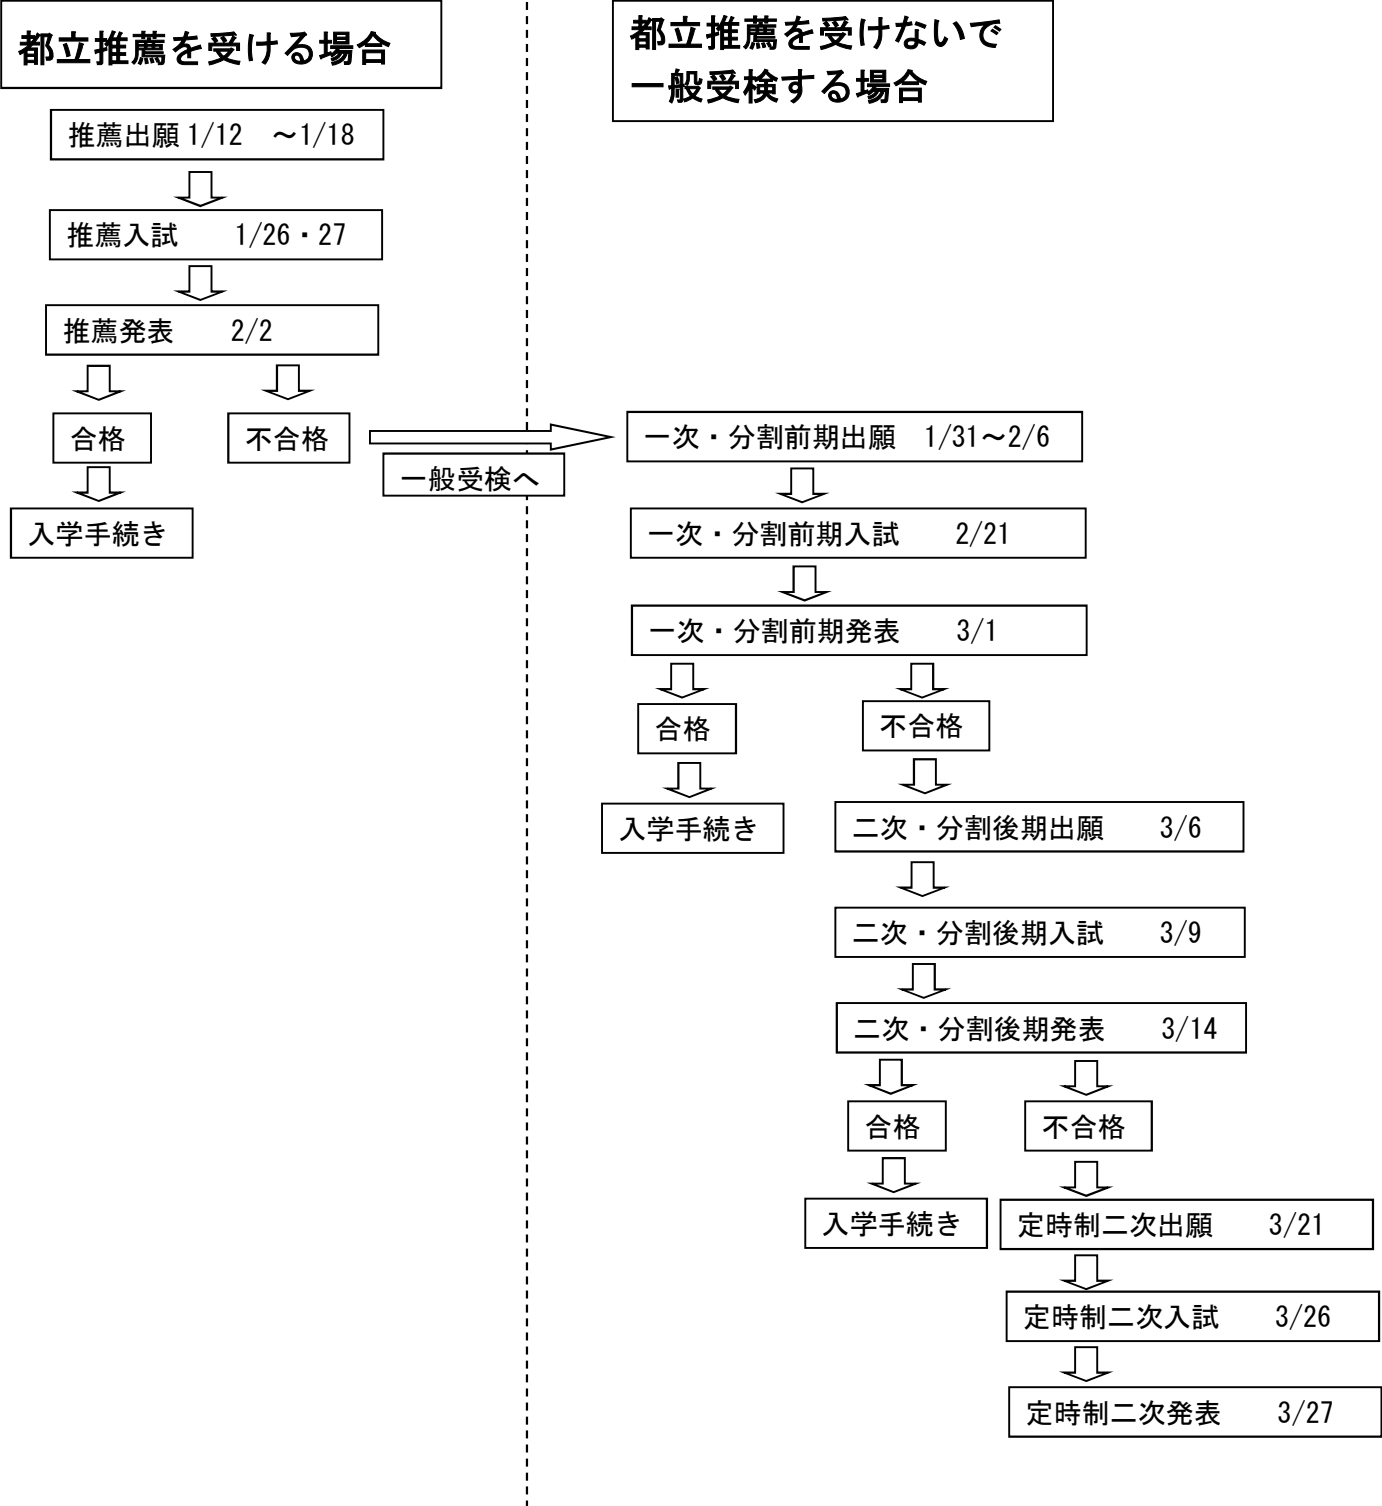 都立推薦を受ける場合
推薦出願 1/12　～1/18
推薦入試　　1/26・27
推薦発表　　2/2
合格
不合格
一般受検へ
入学手続き
都立推薦を受けないで
一般受検する場合
一次・分割前期出願　1/31～2/6
一次・分割前期入試　　2/21
一次・分割前期発表　　3/1
合格
不合格
入学手続き
二次・分割後期出願　　3/6
二次・分割後期入試　　3/9
二次・分割後期発表　　3/14
合格
不合格
入学手続き
定時制二次出願　　3/21
定時制二次入試　　3/26
定時制二次発表　　3/27